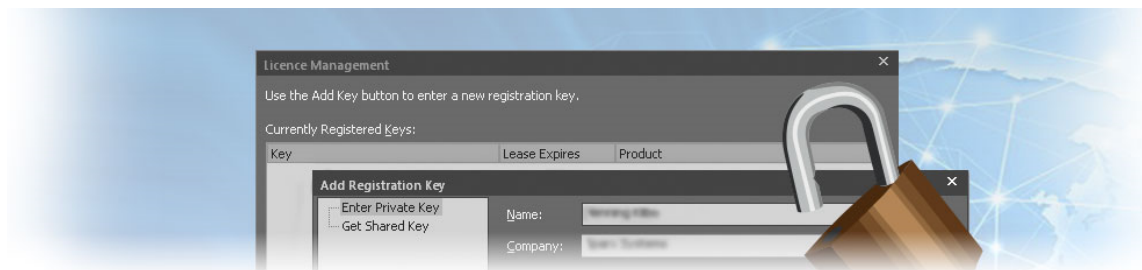 Licence Management
Use the Add Key button to enter a new registration key.
Currently Registered Keys:
Key Lease Expires Product
Add Registration Key
Enter Private Key
Get Shared Key
Name:
Company: